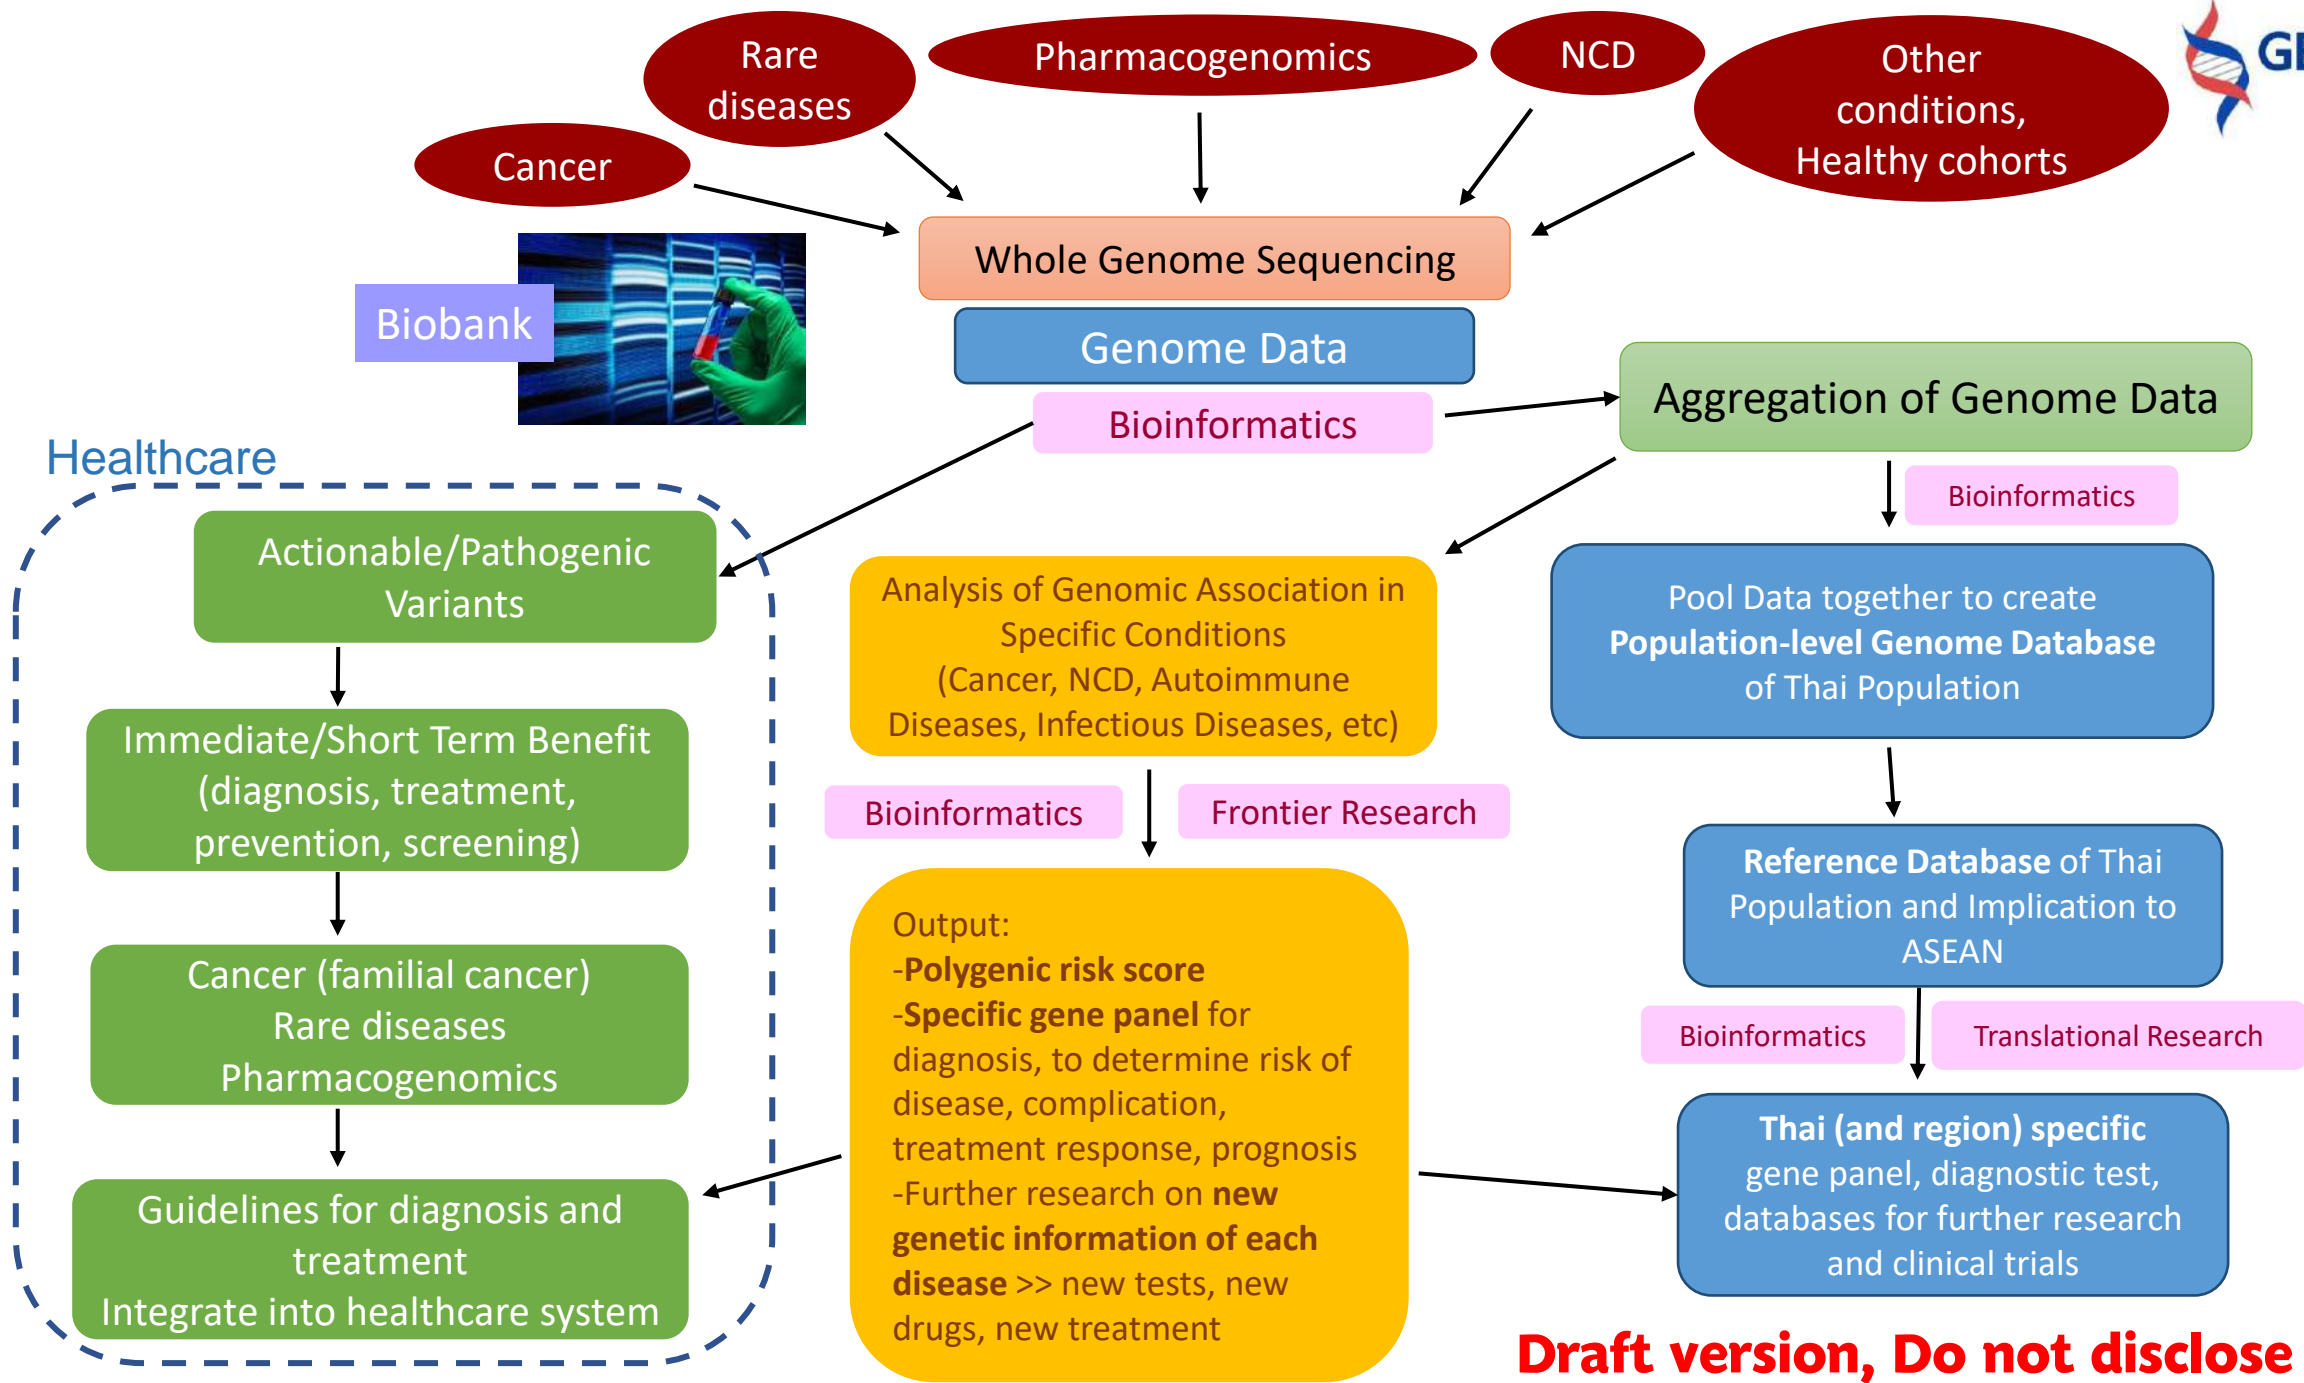 Rare
diseases
Pharmacogenomics
NCD
Other
conditions,
Healthy cohorts
Cancer
Whole Genome Sequencing
Biobank
Genome Data
Aggregation of Genome Data
Bioinformatics
Healthcare
Bioinformatics
Actionable/Pathogenic
Variants
Analysis of Genomic Association in
Specific Conditions
(Cancer, NCD, Autoimmune
Diseases, Infectious Diseases, etc)
Pool Data together to create
Population-level Genome Database
of Thai Population
Immediate/Short Term Benefit
(diagnosis, treatment,
prevention, screening)
Bioinformatics
Frontier Research
Reference Database of Thai
Population and Implication to
ASEAN
Cancer (familial cancer)
Rare diseases
Pharmacogenomics
Output:
-Polygenic risk score
-Specific gene panel for
diagnosis, to determine risk of
disease, complication,
treatment response, prognosis
-Further research on new
genetic information of each
disease >> new tests, new
drugs, new treatment
Bioinformatics
Translational Research
Thai (and region) specific
gene panel, diagnostic test,
databases for further research
and clinical trials
Guidelines for diagnosis and
treatment
Integrate into healthcare system
Draft version, Do not disclose